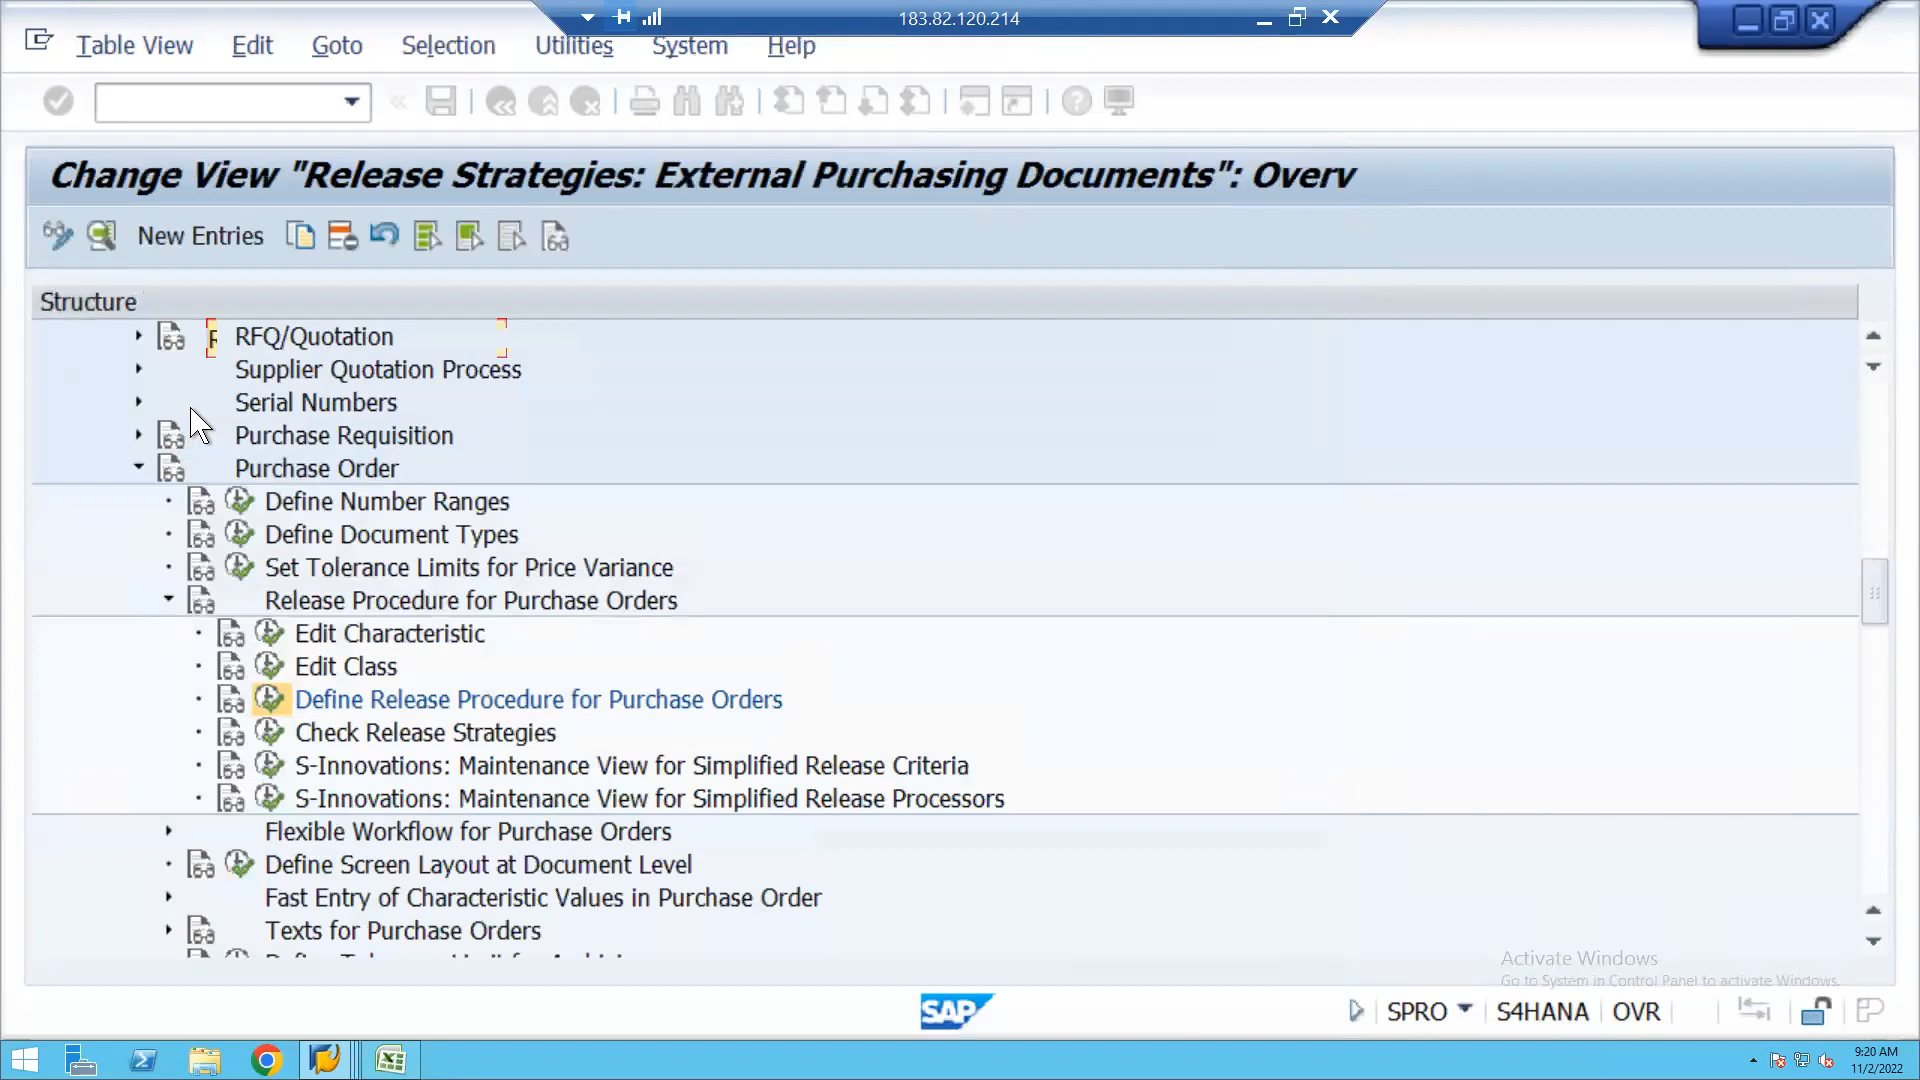 183.82.120.214
Table View Edit Goto Selection Utilities System Help
Change View "Release Strategies: External Purchasing Documents": Overv
New Entries
Structure
RFQ/Quotation
Supplier Quotation Process
Serial Numbers
Purchase Requisition
Purchase Order
Define Number Ranges
Define Document Types
Set Tolerance Limits for Price Variance
Release Procedure for Purchase Orders
Edit Characteristic
Edit Class
Define Release Procedure for Purchase Orders
Check Release Strategies
S-Innovations: Maintenance View for Simplified Release Criteria
S-Innovations: Maintenance View for Simplified Release Processors
Flexible Workflow for Purchase Orders
Define Screen Layout at Document Level
Fast Entry of Characteristic Values in Purchase Order
Texts for Purchase Orders
Activate Windows
Go to System in Control Panel to activate Windows.
SAP
SPRO S4HANA OVR
9:20 AM
11/2/2022